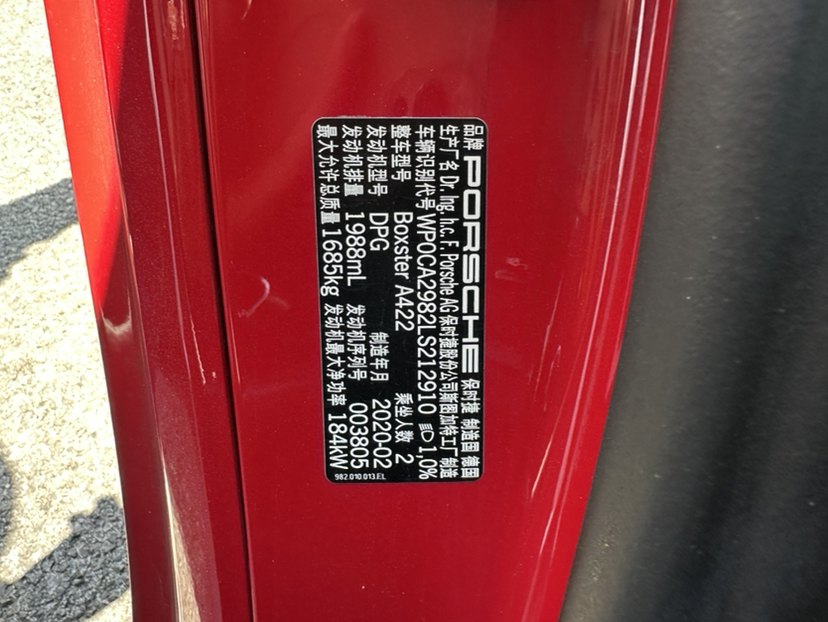 品牌 PORSCHE 保时捷 制造国 德国
生产厂名 Dr. Ing. h.c. F. Porsche AG 保时捷股份公司斯图加特工厂制造
车辆识别代号 WP0CA2982LS212910 1,0%
整车型号 Boxster A422 乘坐人数 2
发动机型号 DPG 制造年月 2020-02
发动机排量 1988mL 发动机序列号 003805
最大允许总质量 1685kg 发动机最大净功率 184kW
982.010.013.EL